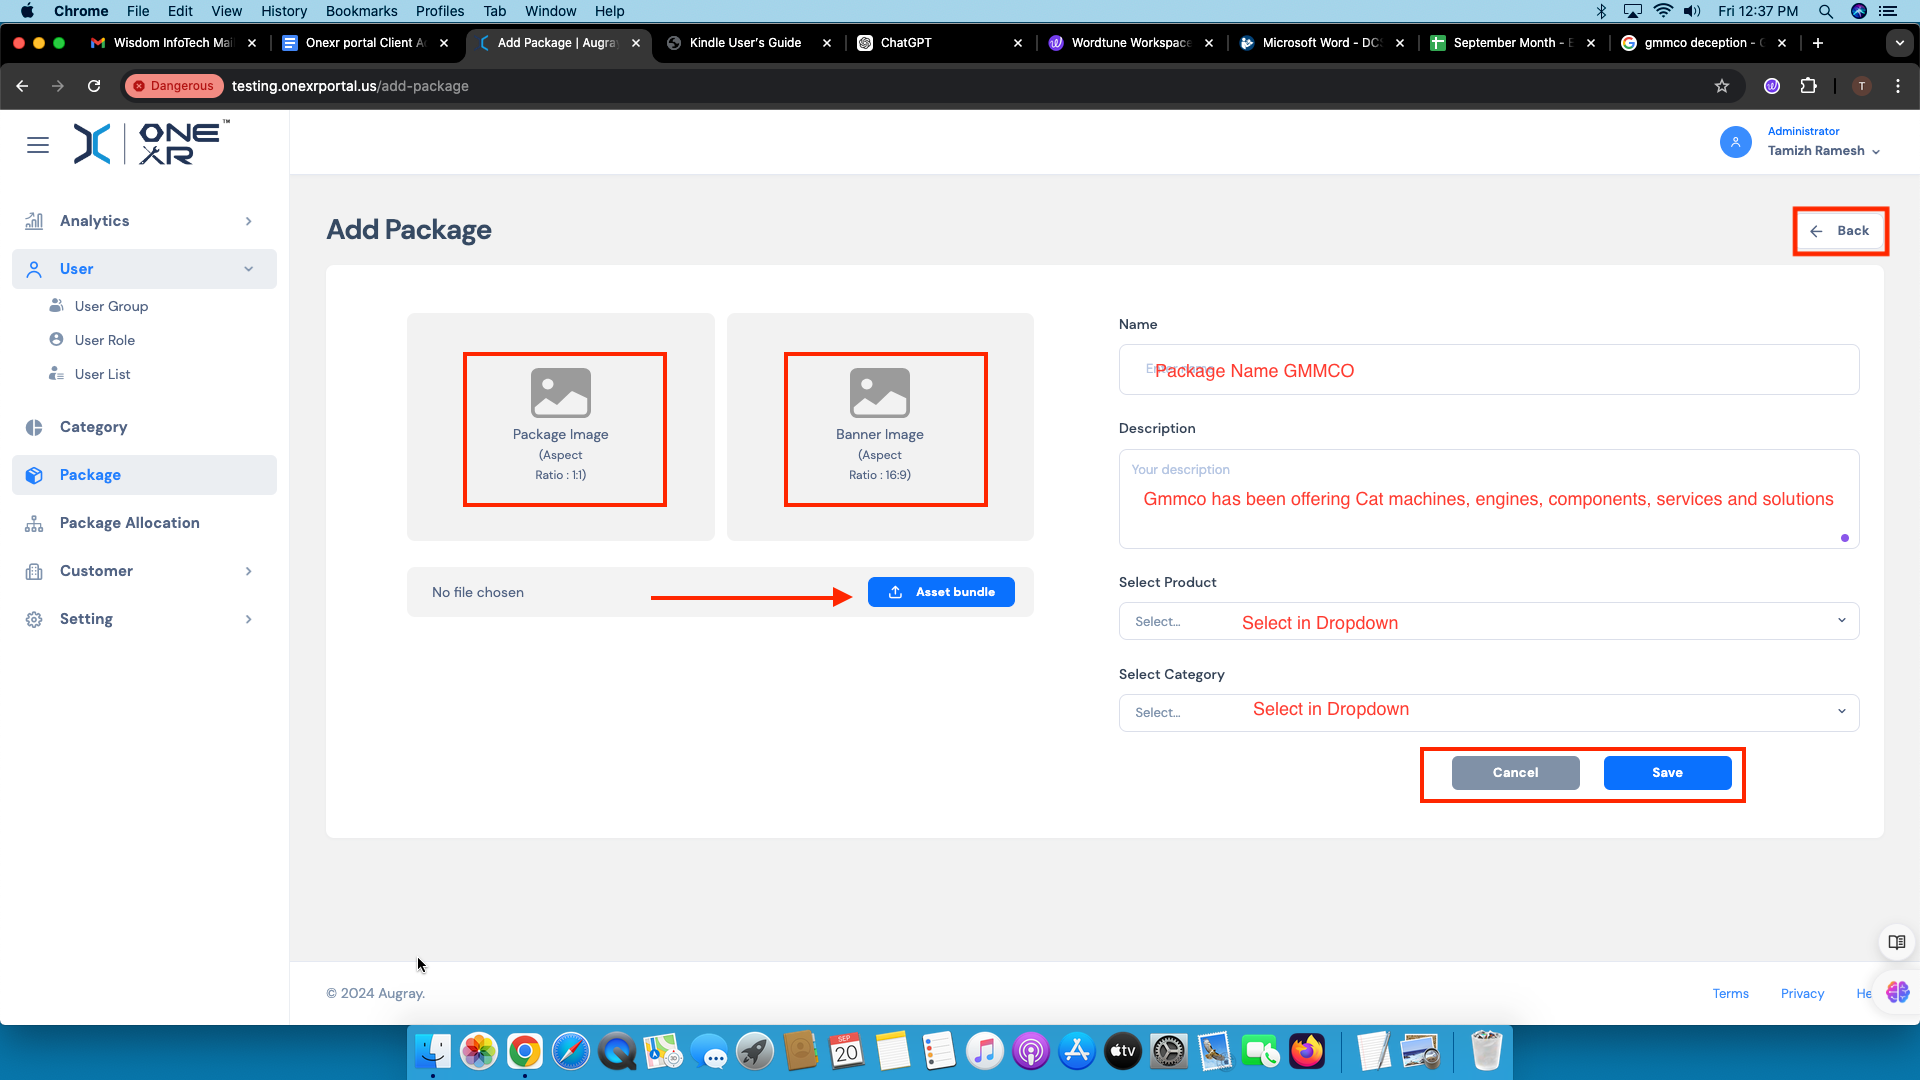 Chrome File Edit View History Bookmarks Profiles Tab Window Help Fri 12:37 PM
Wisdom InfoTech Mai
Onexr portal Client A
Add Package | Augra
Kindle User's Guide
ChatGPT
Wordtune Workspace
Microsoft Word - DC
September Month - E
gmmco deception - G
Dangerous testing.onexrportal.us/add-package
T
ONE XR ™
Administrator
Tamizh Ramesh
Analytics
User
User Group
User Role
User List
Category
Package
Package Allocation
Customer
Setting
Add Package
Back
Package Image
(Aspect
Ratio : 1:1)
Banner Image
(Aspect
Ratio : 16:9)
No file chosen
Asset bundle
Name
Package Name GMMCO
Description
Your description
Gmmco has been offering Cat machines, engines, components, services and solutions
Select Product
Select...
Select in Dropdown
Select Category
Select...
Select in Dropdown
Cancel
Save
© 2024 Augray.
Terms
Privacy
He
SEP
20
tv